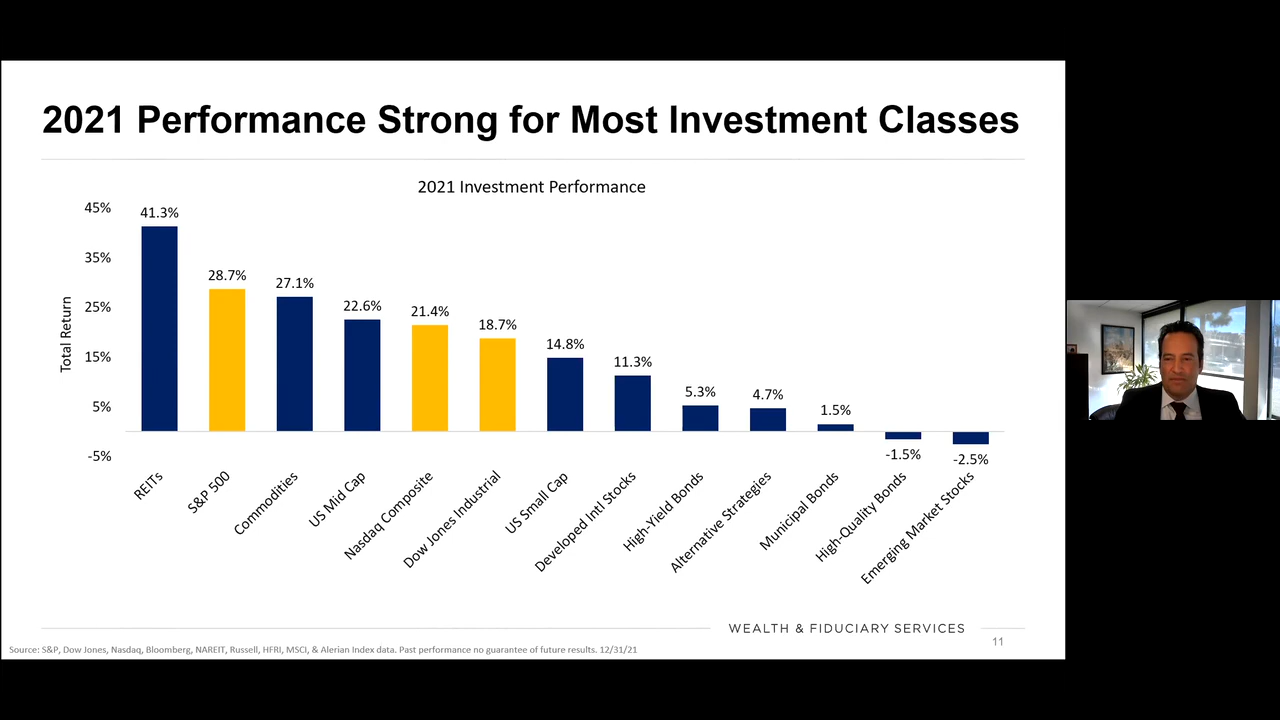 2021 Performance Strong for Most Investment Classes
2021 Investment Performance
Total Return
45%
35%
25%
15%
5%
-5%
41.3%
28.7%
27.1%
22.6%
21.4%
18.7%
14.8%
11.3%
5.3%
4.7%
1.5%
-1.5%
-2.5%
REITs
S&P 500
Commodities
US Mid Cap
Nasdaq Composite
Dow Jones Industrial
US Small Cap
Developed Intl Stocks
High-Yield Bonds
Alternative Strategies
Municipal Bonds
High-Quality Bonds
Emerging Market Stocks
WEALTH & FIDUCIARY SERVICES
11
Source: S&P, Dow Jones, Nasdaq, Bloomberg, NAREIT, Russell, HFRI, MSCI, & Alerian Index data. Past performance no guarantee of future results. 12/31/21